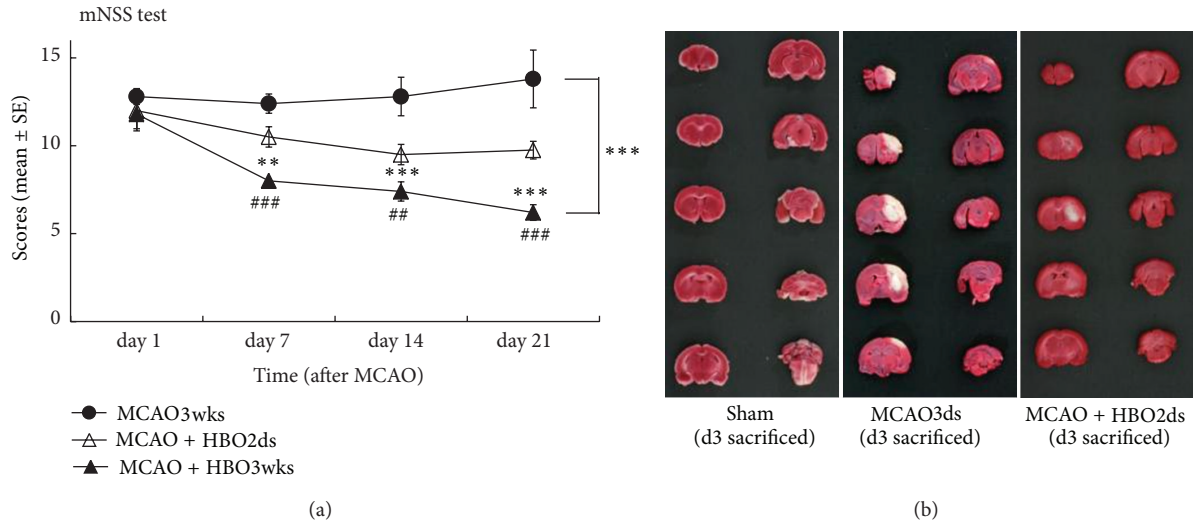 mNSS test
15
10
5
0
Scores (mean ± SE)
**
###
***
##
***
###
***
day 1 day 7 day 14 day 21
Time (after MCAO)
MCAO3wks
MCAO + HBO2ds
MCAO + HBO3wks
(a)
Sham
(d3 sacrificed)
MCAO3ds
(d3 sacrificed)
MCAO + HBO2ds
(d3 sacrificed)
(b)